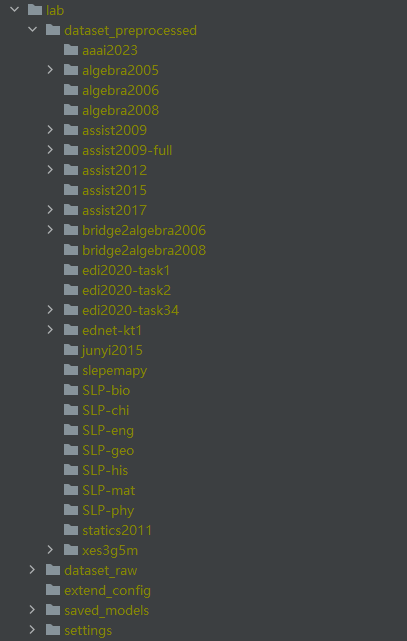 lab
dataset_preprocessed
aaai2023
algebra2005
algebra2006
algebra2008
assist2009
assist2009-full
assist2012
assist2015
assist2017
bridge2algebra2006
bridge2algebra2008
edi2020-task1
edi2020-task2
edi2020-task34
ednet-kt1
junyi2015
slepemapy
SLP-bio
SLP-chi
SLP-eng
SLP-geo
SLP-his
SLP-mat
SLP-phy
statics2011
xes3g5m
dataset_raw
extend_config
saved_models
settings